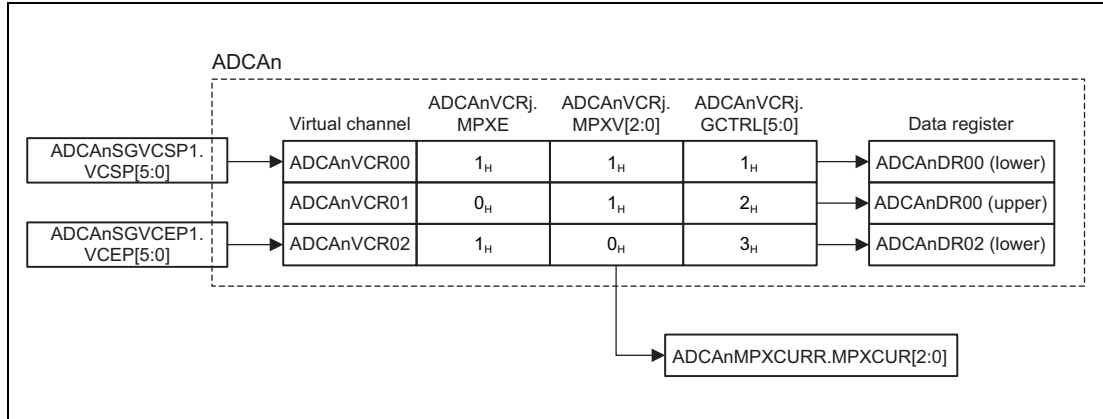 ADCAn
ADCAnVCRj.
MPXE
ADCAnVCRj.
MPXV[2:0]
ADCAnVCRj.
GCTRL[5:0]
Virtual channel
Data register
ADCAnSGVCSP1.
VCSP[5:0]
ADCAnVCR00 1H 1H 1H ADCAnDR00 (lower)
ADCAnVCR01 0H 1H 2H ADCAnDR00 (upper)
ADCAnSGVCEP1.
VCEP[5:0]
ADCAnVCR02 1H 0H 3H ADCAnDR02 (lower)
ADCAnMPXCURR.MPXCUR[2:0]